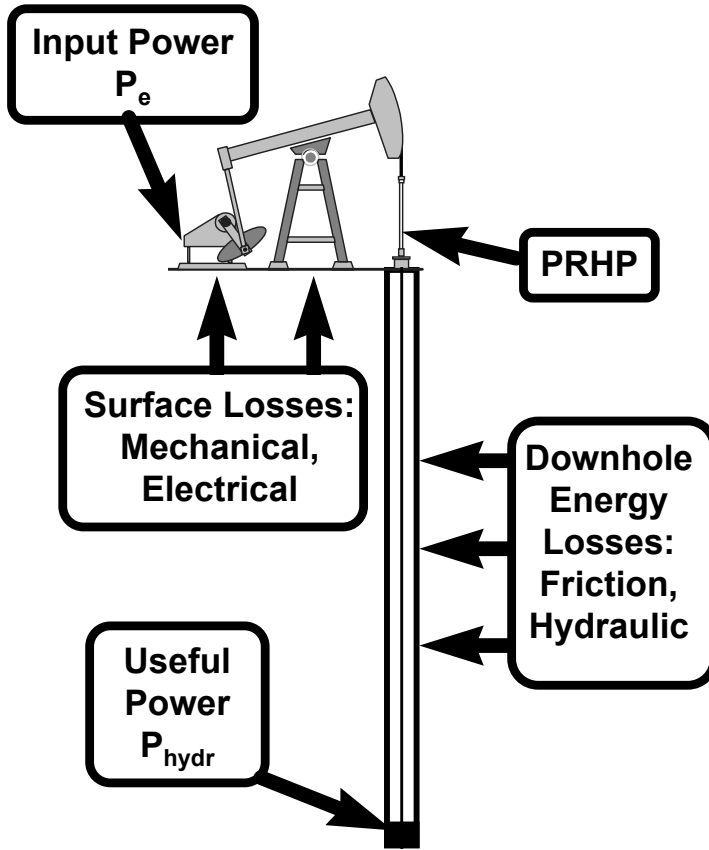 Input Power
Pe
PRHP
Surface Losses:
Mechanical,
Electrical
Downhole
Energy
Losses:
Friction,
Hydraulic
Useful
Power
Phydr